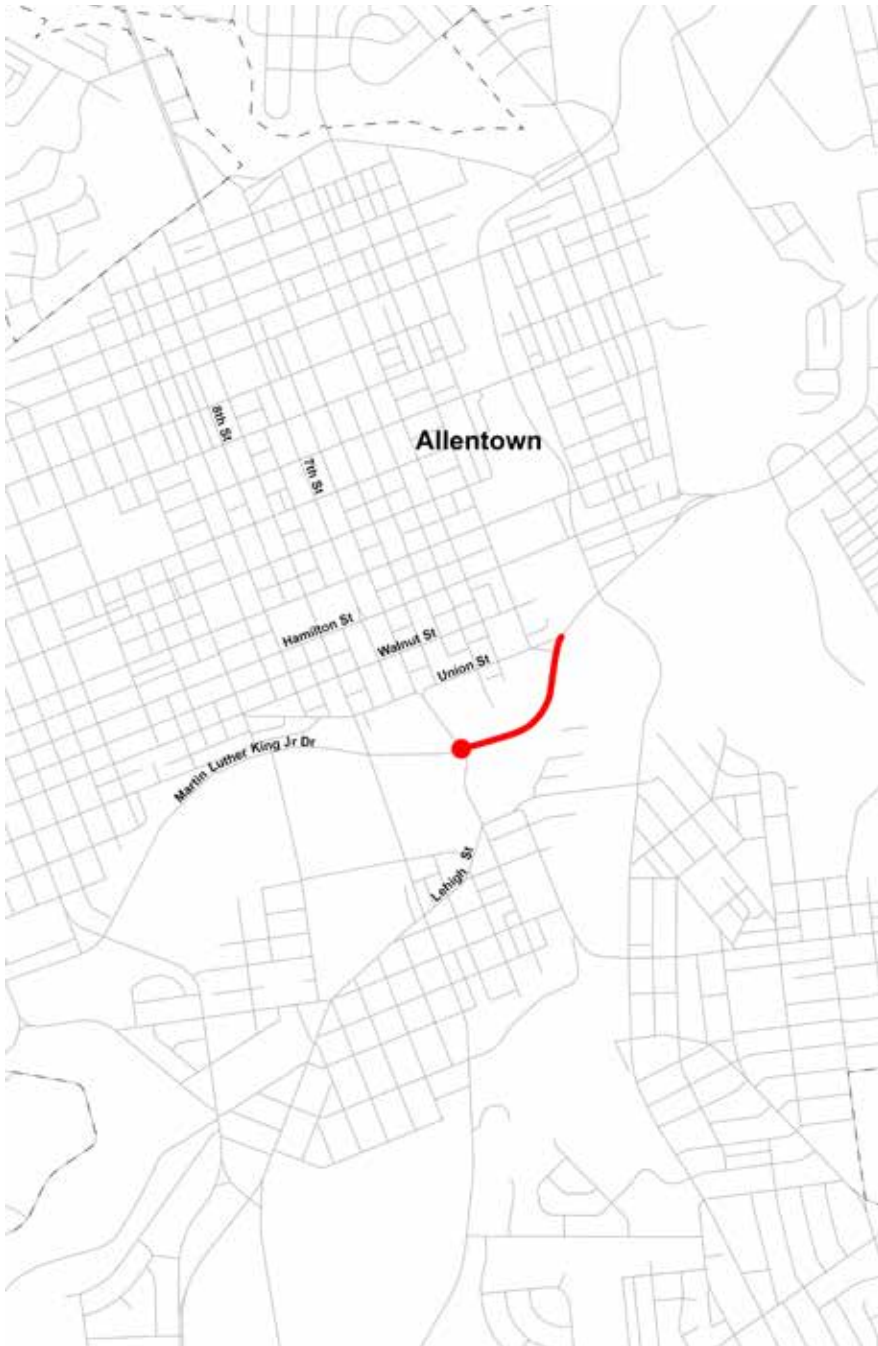 8th St
Allentown
7th St
Hamilton St
Walnut St
Union St
Martin Luther King Jr Dr
Lehigh St